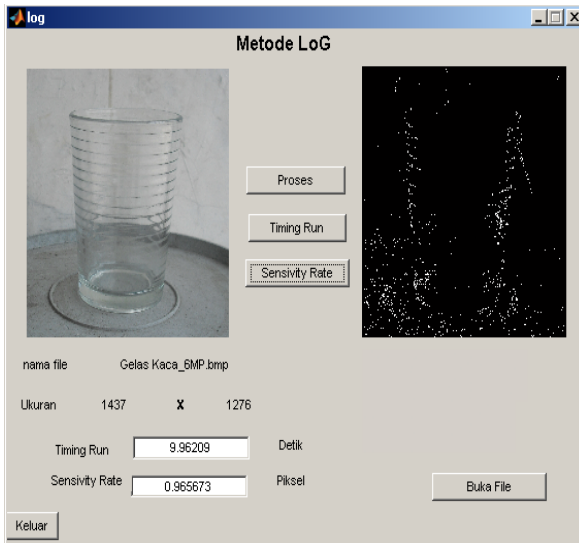 log
Metode LoG
Proses
Timing Run
Sensivity Rate
nama file Gelas Kaca_6MP.bmp
Ukuran 1437 X 1276
Timing Run 9.96209 Detik
Sensivity Rate 0.965673 Piksel
Buka File
Keluar